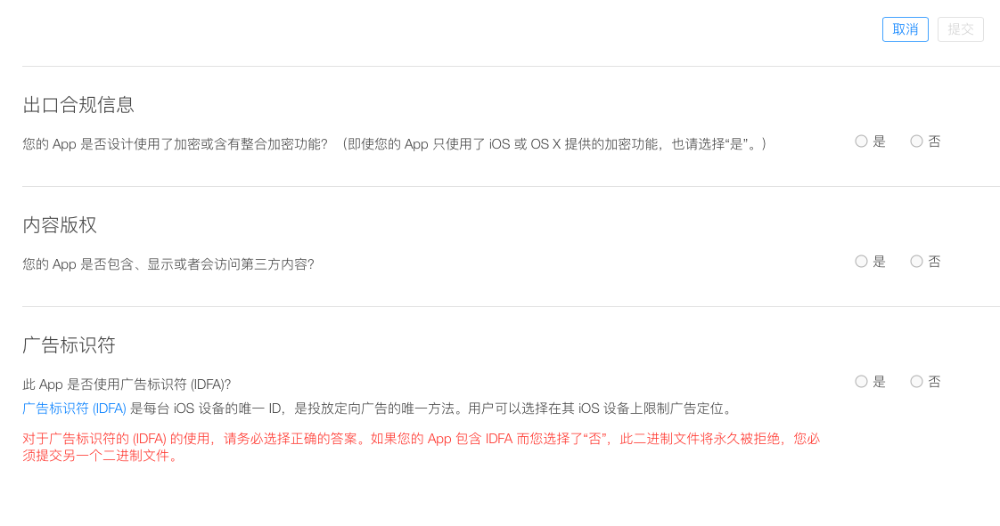 取消 提交
出口合规信息
您的 App 是否设计使用了加密或含有整合加密功能？（即使您的 App 只使用了 iOS 或 OS X 提供的加密功能，也请选择“是”。） 是 否
内容版权
您的 App 是否包含、显示或者会访问第三方内容？ 是 否
广告标识符
此 App 是否使用广告标识符 (IDFA)? 是 否
广告标识符 (IDFA) 是每台 iOS 设备的唯一 ID，是投放定向广告的唯一方法。用户可以选择在其 iOS 设备上限制广告定位。
对于广告标识符的 (IDFA) 的使用，请务必选择正确的答案。如果您的 App 包含 IDFA 而您选择了“否”，此二进制文件将永久被拒绝，您必
须提交另一个二进制文件。